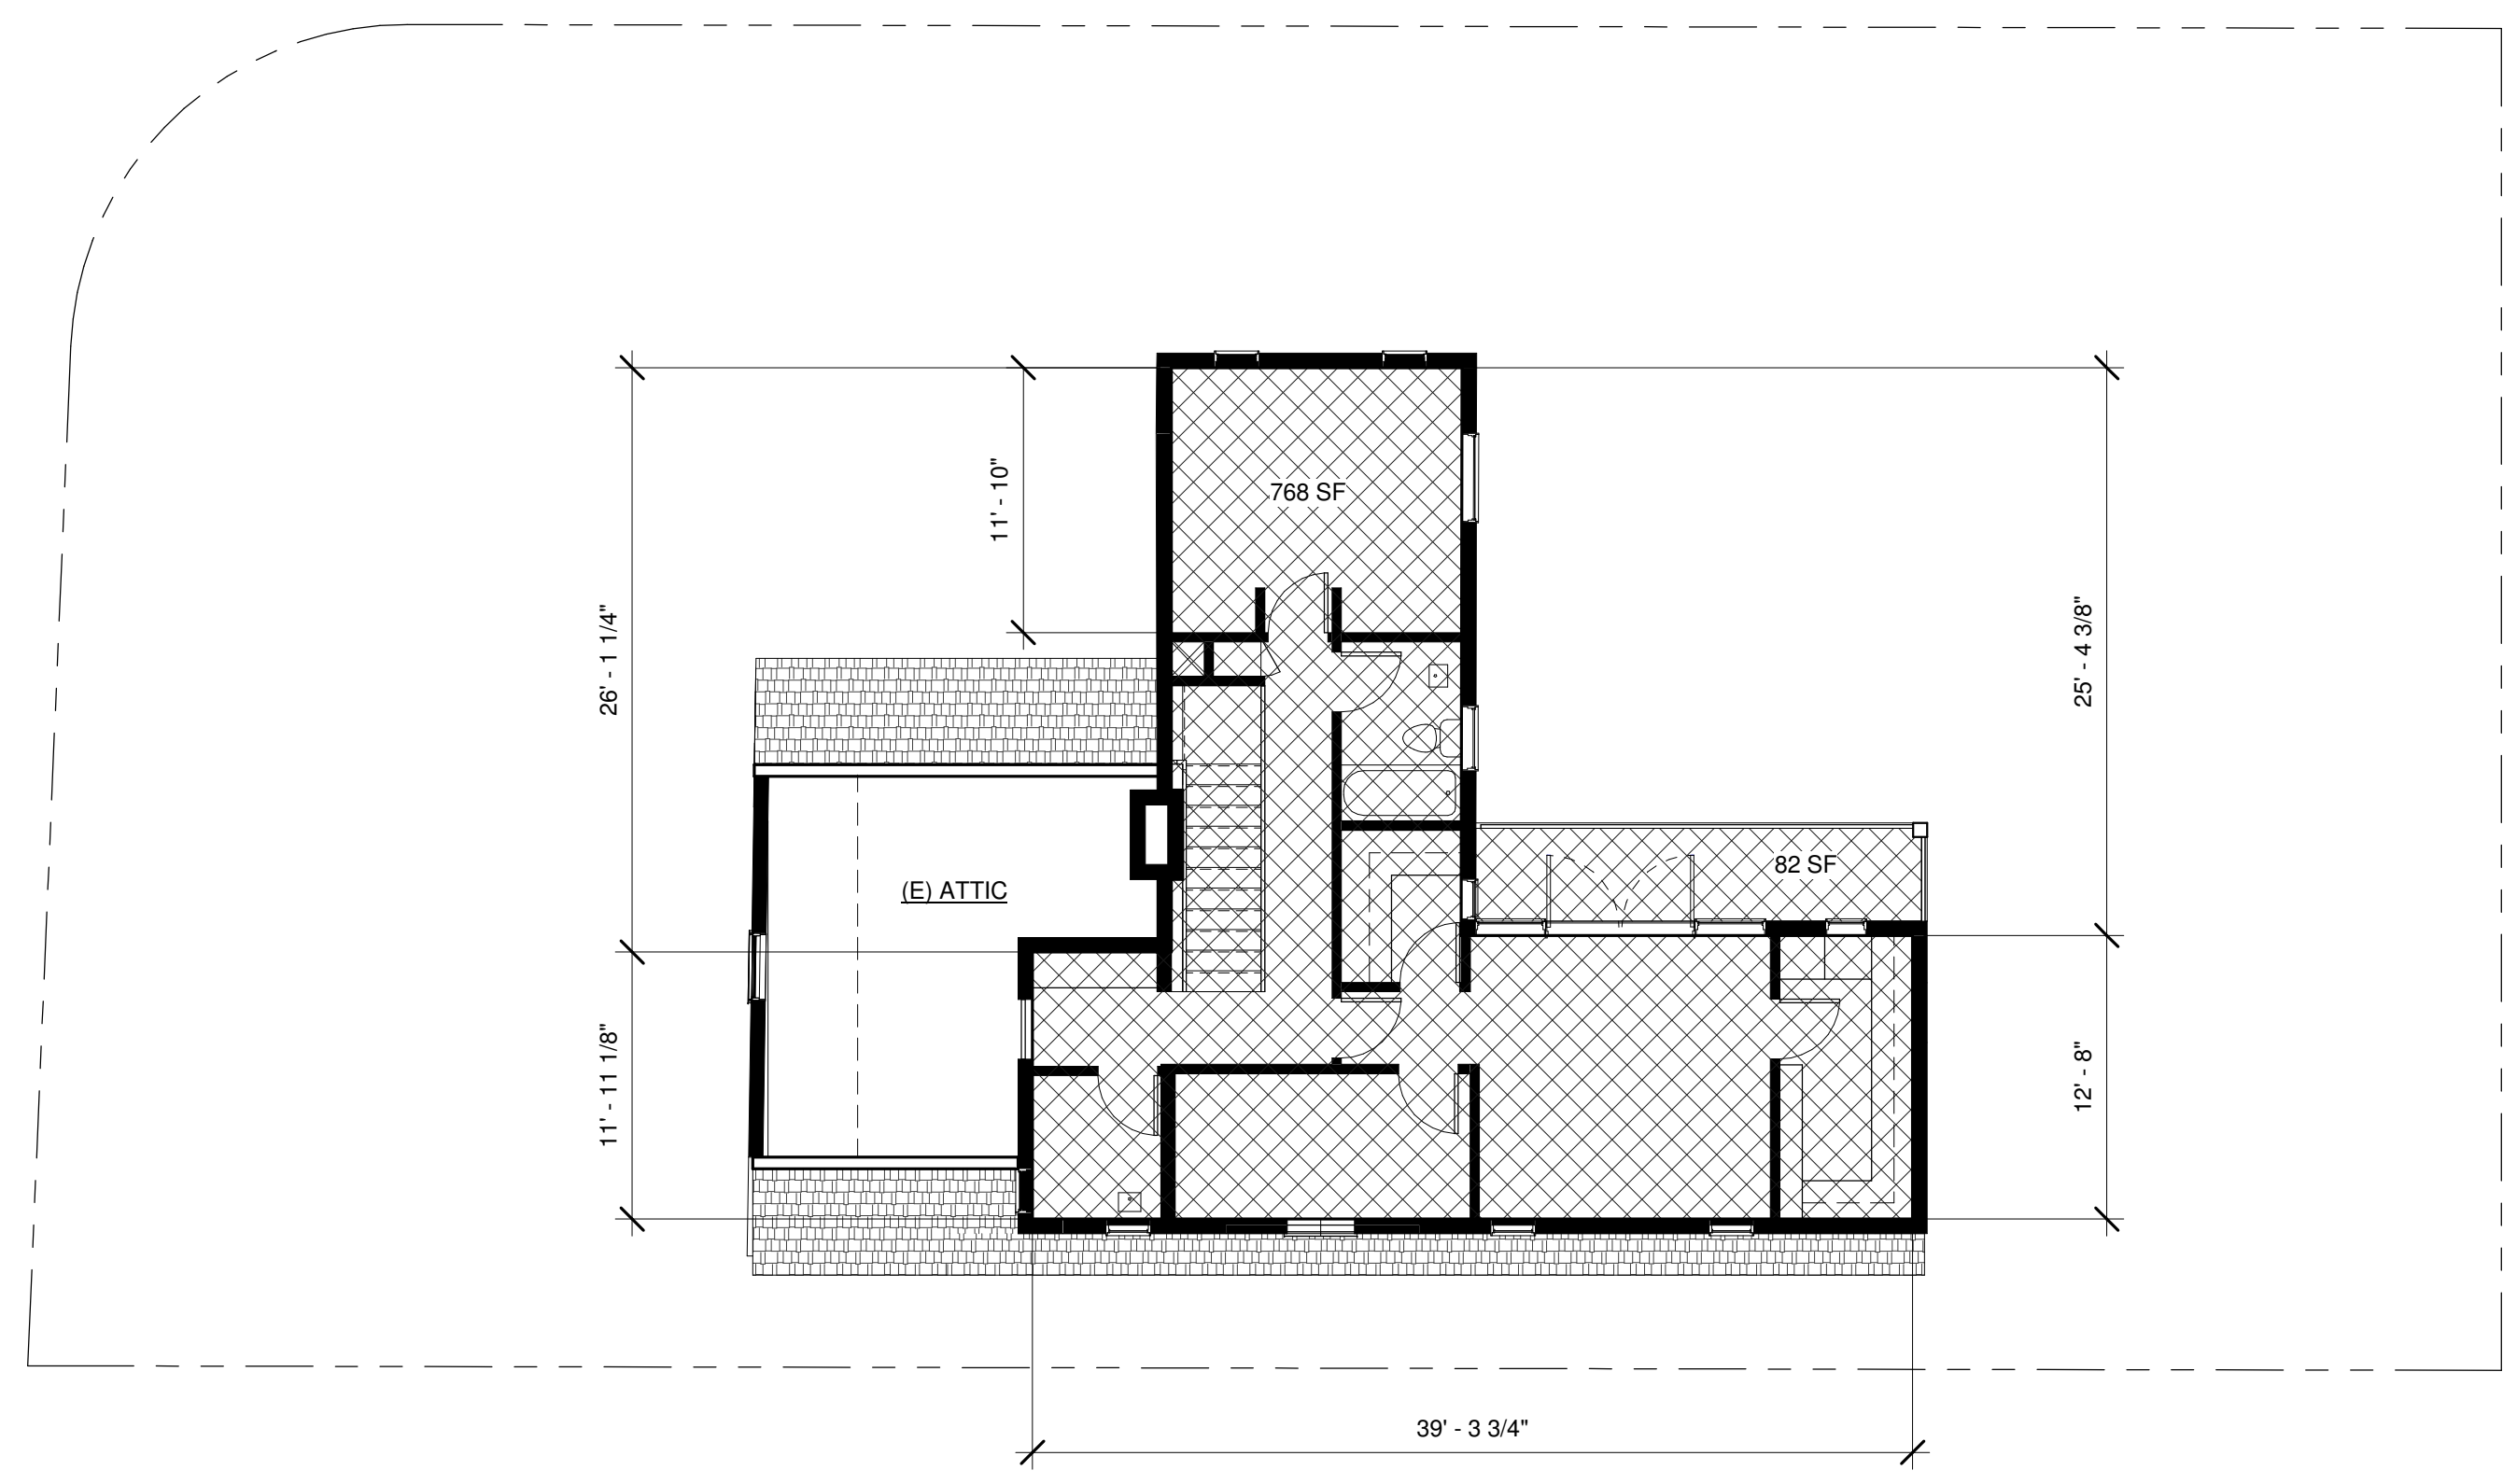 11' - 10"
768 SF
26' - 1 1/4"
25' - 4 3/8"
82 SF
(E) ATTIC
11' - 11 1/8"
12' - 8"
39' - 3 3/4"